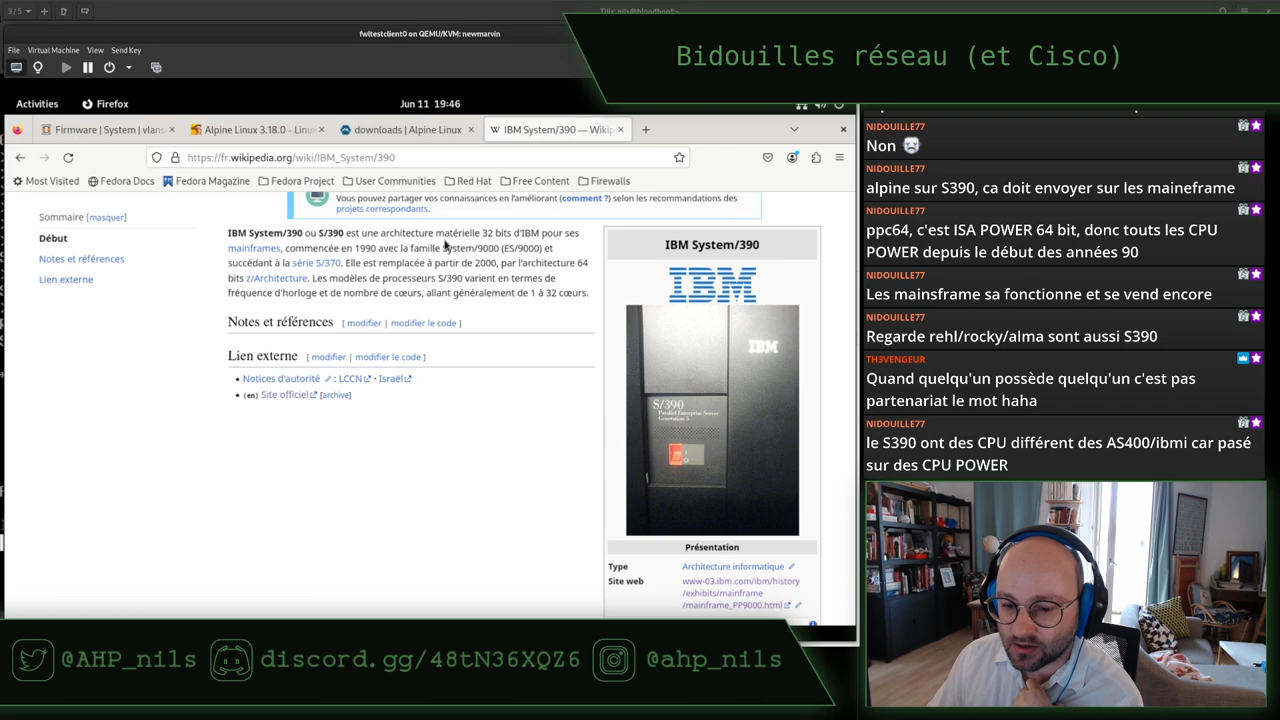 3 / 5
fwltestclient0 on QEMU/KVM: newmarvin
File Virtual Machine View Send Key
Bidouilles réseau (et Cisco)
Activities Firefox Jun 11 19:46
Firmware | System | vlans Alpine Linux 3.18.0 - Linu downloads | Alpine Linux IBM System/390 — Wikip
https://fr.wikipedia.org/wiki/IBM_System/390
Most Visited Fedora Docs Fedora Magazine Fedora Project User Communities Red Hat Free Content Firewalls
Sommaire [masquer]
Début
Notes et références
Lien externe
Vous pouvez partager vos connaissances en l'améliorant (comment ?) selon les recommandations des
projets correspondants.
IBM System/390 ou S/390 est une architecture matérielle 32 bits d'IBM pour ses
mainframes, commencée en 1990 avec la famille System/9000 (ES/9000) et
succédant à la série S/370. Elle est remplacée à partir de 2000, par l'architecture 64
bits z/Architecture. Les modèles de processeurs S/390 varient en termes de
fréquence d'horloge et de nombre de cœurs, allant généralement de 1 à 32 cœurs.
Notes et références [ modifier | modifier le code ]
Lien externe [ modifier | modifier le code ]
• Notices d'autorité : LCCN • Israël
• (en) Site officiel [archive]
IBM System/390
IBM
IBM
S/390
Parallel Enterprise Server
Generation 5
Présentation
Type Architecture informatique
Site web www-03.ibm.com/ibm/history
/exhibits/mainframe
/mainframe_PP9000.html
NIDOUILLE77
Non
NIDOUILLE77
alpine sur S390, ca doit envoyer sur les maineframe
NIDOUILLE77
ppc64, c'est ISA POWER 64 bit, donc touts les CPU
POWER depuis le début des années 90
NIDOUILLE77
Les mainsframe sa fonctionne et se vend encore
NIDOUILLE77
Regarde rehl/rocky/alma sont aussi S390
TH3VENGEUR
Quand quelqu'un possède quelqu'un c'est pas
partenariat le mot haha
NIDOUILLE77
le S390 ont des CPU différent des AS400/ibmi car pasé
sur des CPU POWER
@AHP_nils discord.gg/48tN36XQZ6 @ahp_nils